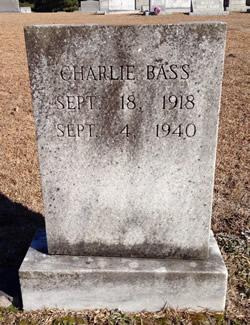 CHARLIE BASS
SEPT. 18, 1918
SEPT. 4, 1940